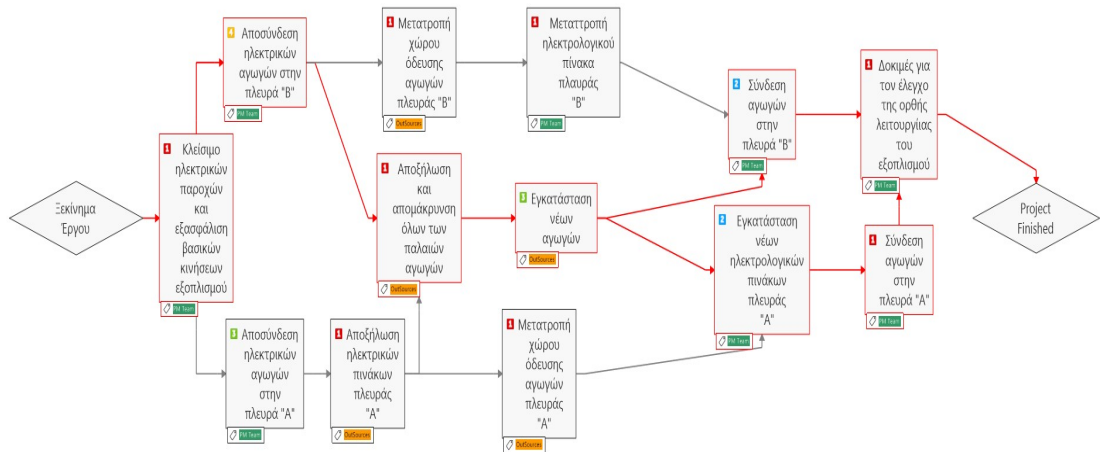 Ξεκίνημα
Έργου
1 Κλείσιμο
ηλεκτρικών
παροχών
και
εξασφάλιση
βασικών
κινήσεων
εξοπλισμού
PM Team
4 Αποσύνδεση
ηλεκτρικών
αγωγών στην
πλευρά "Β"
PM Team
1 Μετατροπή
χώρου
όδευσης
αγωγών
πλευράς "Β"
OutSources
1 Μεταττροπή
ηλεκτρολογικού
πίνακα
πλαυράς
"Β"
PM Team
1 Αποξήλωση
και
απομάκρυνση
όλων των
παλαιών
αγωγών
OutSources
3 Εγκατάσταση
νέων
αγωγών
OutSources
2 Σύνδεση
αγωγών
στην
πλευρά "Β"
PM Team
2 Εγκατάσταση
νέων
ηλεκτρολογικών
πινάκων
πλευράς
"Α"
PM Team
1 Δοκιμές για
τον έλεγχο
της ορθής
λειτουργίιας
του
εξοπλισμού
PM Team
1 Σύνδεση
αγωγών
στην
πλευρά "Α"
PM Team
Project
Finished
3 Αποσύνδεση
ηλεκτρικών
αγωγών
στην
πλευρά "Α"
PM Team
1 Αποξήλωση
ηλεκτρικών
πινάκων
πλευράς
"Α"
OutSources
1 Μετατροπή
χώρου
όδευσης
αγωγών
πλευράς
"Α"
OutSources